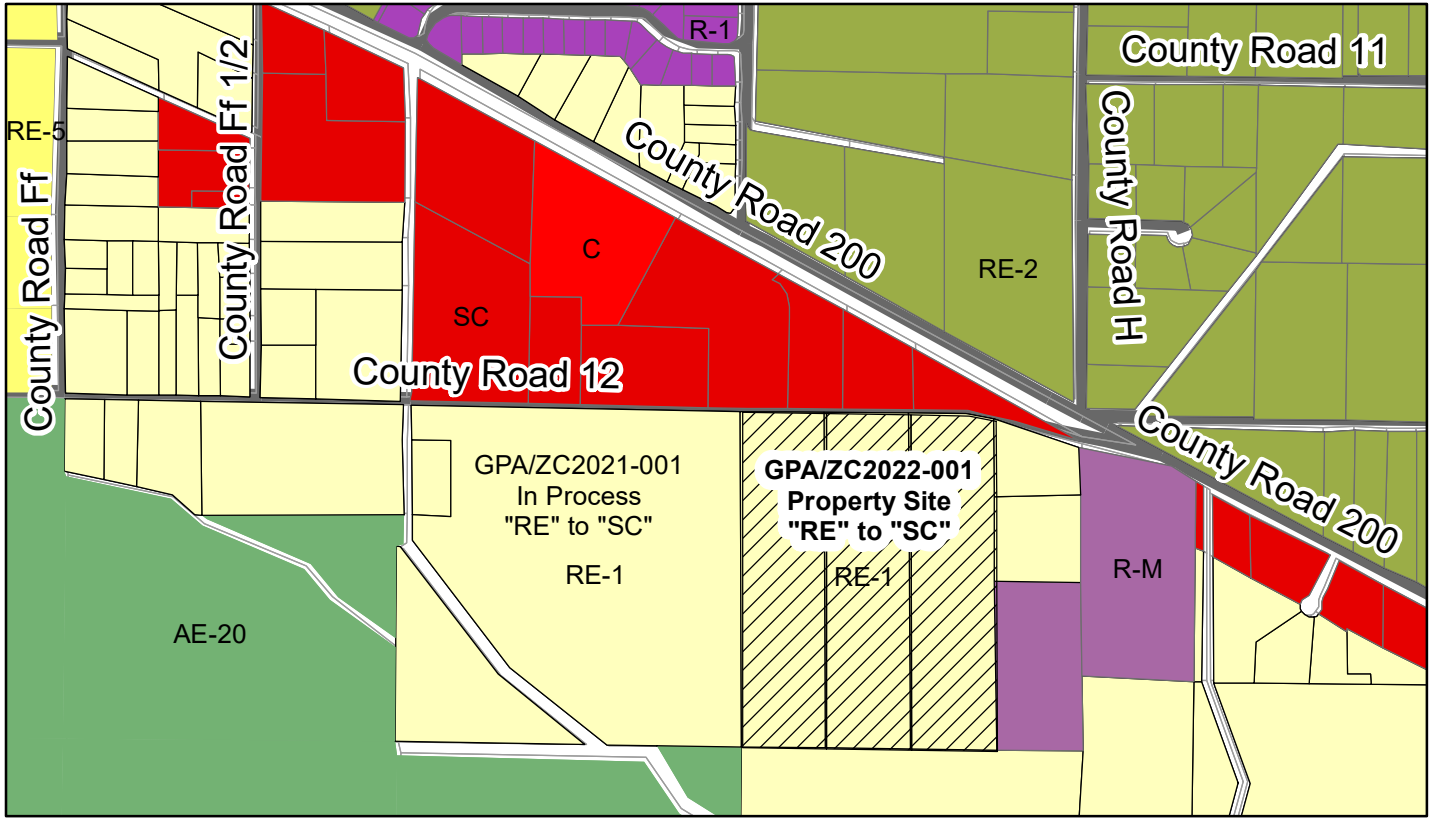 R-1
County Road 11
RE-5
County Road Ff 1/2
County Road H
County Road 200
County Road Ff
C
RE-2
SC
County Road 12
GPA/ZC2021-001
In Process
"RE" to "SC"
RE-1
GPA/ZC2022-001
Property Site
"RE" to "SC"
RE-1
County Road 200
R-M
AE-20